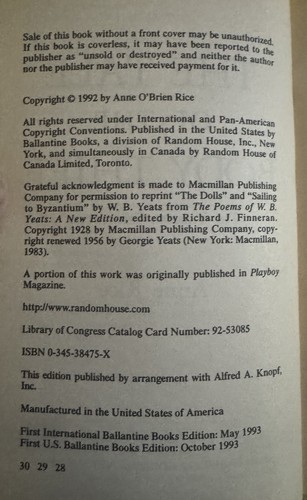 Sale of this book without a front cover may be unauthorized.
If this book is coverless, it may have been reported to the
publisher as "unsold or destroyed" and neither the author
nor the publisher may have received payment for it.
Copyright © 1992 by Anne O'Brien Rice
All rights reserved under International and Pan-American
Copyright Conventions. Published in the United States by
Ballantine Books, a division of Random House, Inc., New
York, and simultaneously in Canada by Random House of
Canada Limited, Toronto.
Grateful acknowledgment is made to Macmillan Publishing
Company for permission to reprint "The Dolls" and "Sailing
to Byzantium" by W. B. Yeats from The Poems of W. B.
Yeats: A New Edition, edited by Richard J. Finneran.
Copyright 1928 by Macmillan Publishing Company, copy-
right renewed 1956 by Georgie Yeats (New York: Macmillan,
1983).
A portion of this work was originally published in Playboy
Magazine.
http://www.randomhouse.com
Library of Congress Catalog Card Number: 92-53085
ISBN 0-345-38475-X
This edition published by arrangement with Alfred A. Knopf,
Inc.
Manufactured in the United States of America
First International Ballantine Books Edition: May 1993
First U.S. Ballantine Books Edition: October 1993
30 29 28